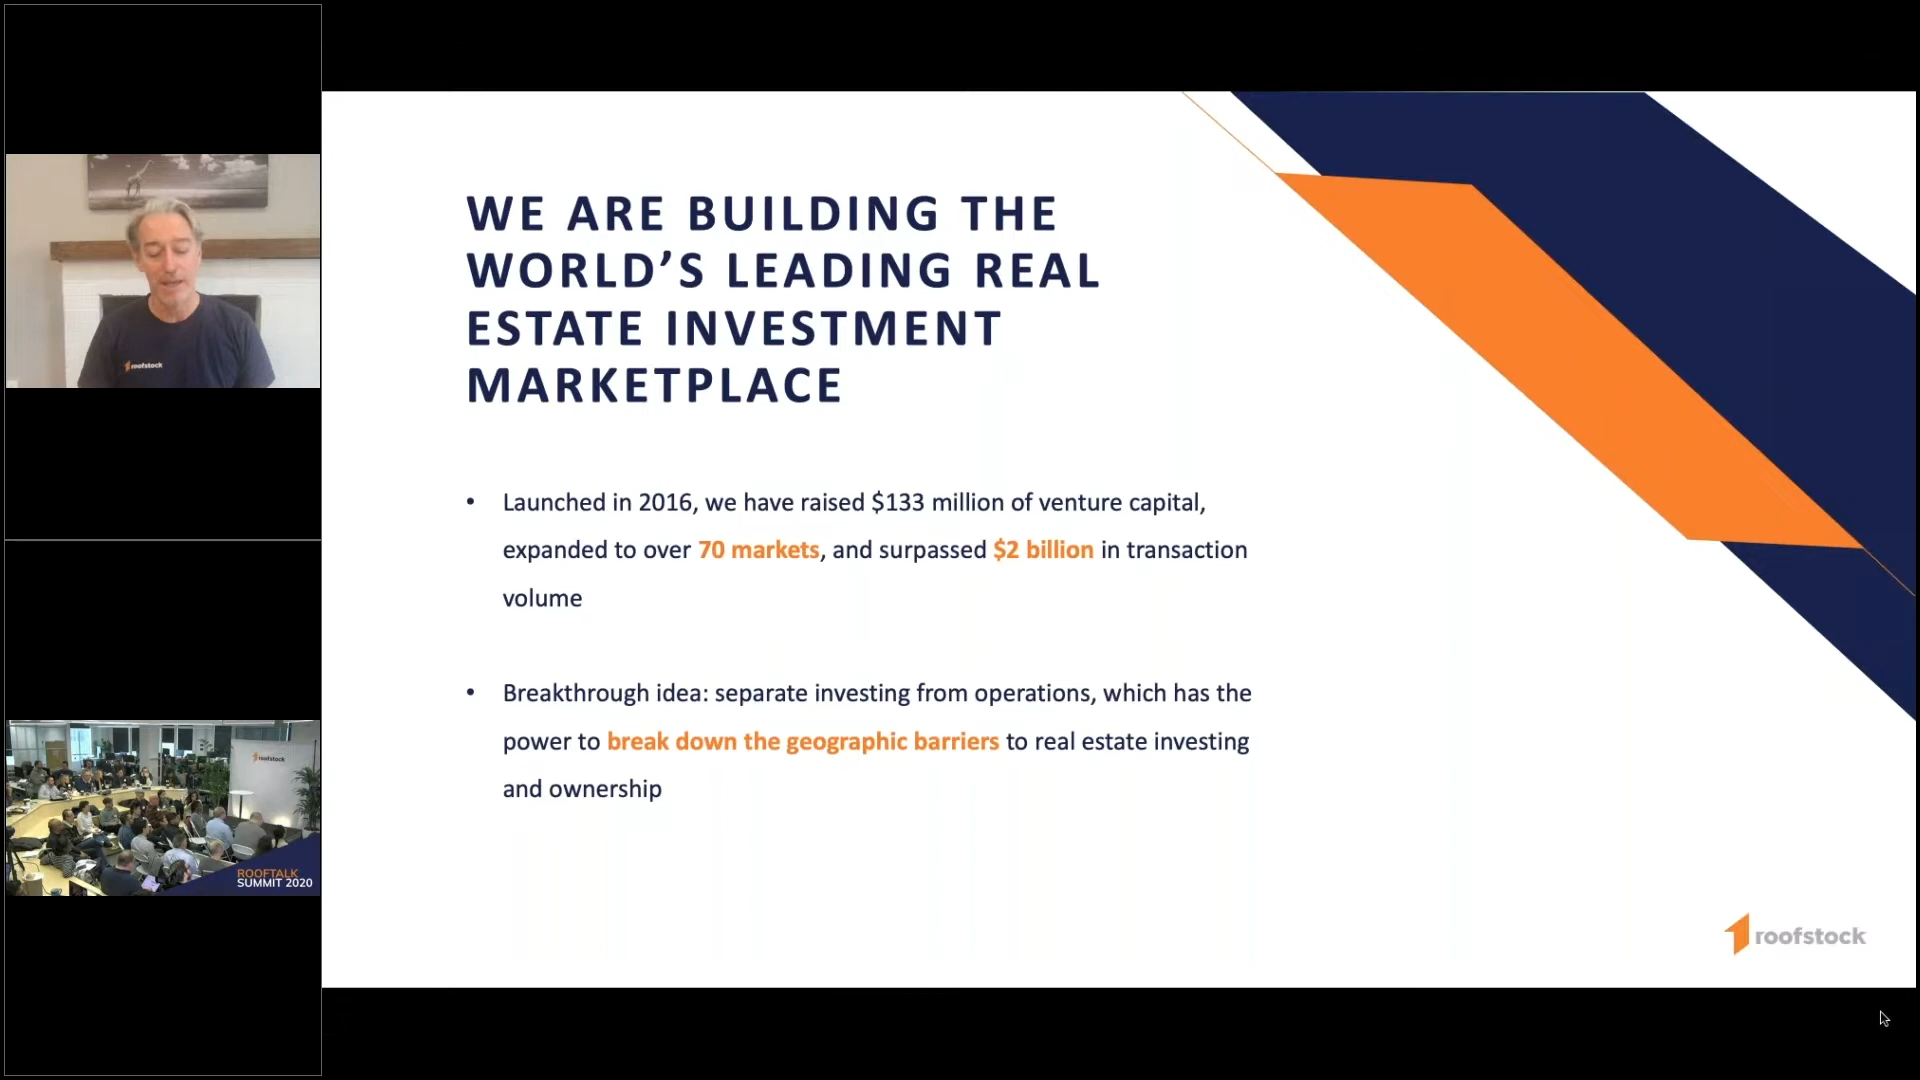 WE ARE BUILDING THE
WORLD’S LEADING REAL
ESTATE INVESTMENT
MARKETPLACE
• Launched in 2016, we have raised $133 million of venture capital,
expanded to over 70 markets, and surpassed $2 billion in transaction
volume
• Breakthrough idea: separate investing from operations, which has the
power to break down the geographic barriers to real estate investing
and ownership
roofstock
roofstock
roofstock
ROOFTALK
SUMMIT 2020